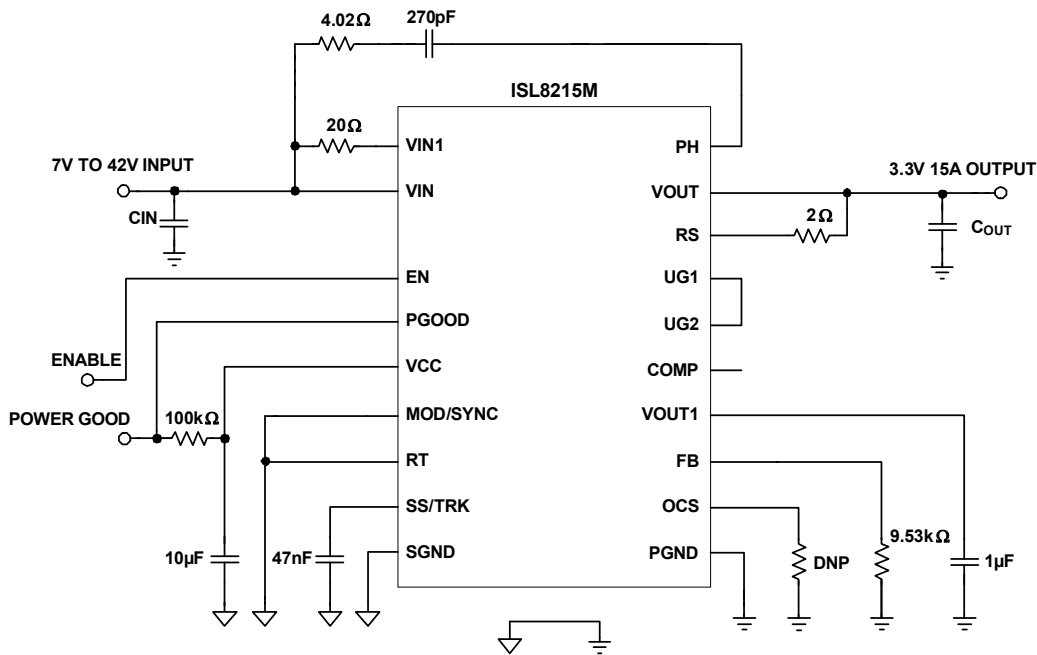 4.02Ω
270pF
ISL8215M
20Ω
VIN1
PH
7V TO 42V INPUT
3.3V 15A OUTPUT
VIN
VOUT
CIN
2Ω
COUT
RS
EN
UG1
PGOOD
UG2
ENABLE
VCC
COMP
POWER GOOD
100kΩ
MOD/SYNC
VOUT1
RT
FB
SS/TRK
OCS
9.53kΩ
10µF
47nF
SGND
PGND
DNP
1µF